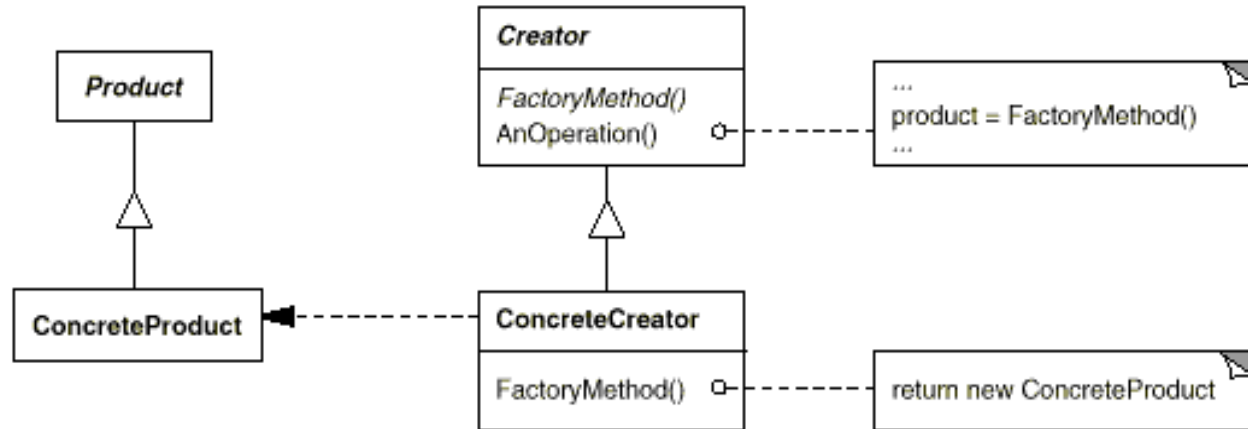 Product
ConcreteProduct
Creator
FactoryMethod()
AnOperation()
...
product = FactoryMethod()
...
ConcreteCreator
FactoryMethod()
return new ConcreteProduct